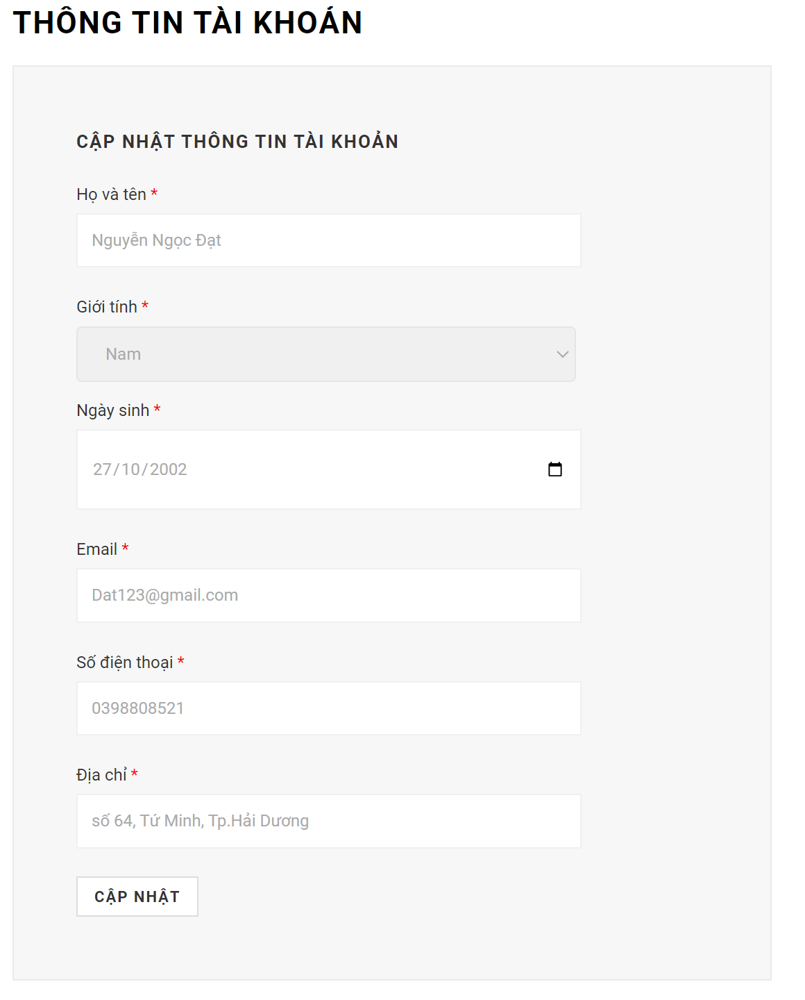 THÔNG TIN TÀI KHOẢN
CẬP NHẬT THÔNG TIN TÀI KHOẢN
Họ và tên *
Nguyễn Ngọc Đạt
Giới tính *
Nam
Ngày sinh *
27/10/2002
Email *
Dat123@gmail.com
Số điện thoại *
0398808521
Địa chỉ *
số 64, Tứ Minh, Tp.Hải Dương
CẬP NHẬT